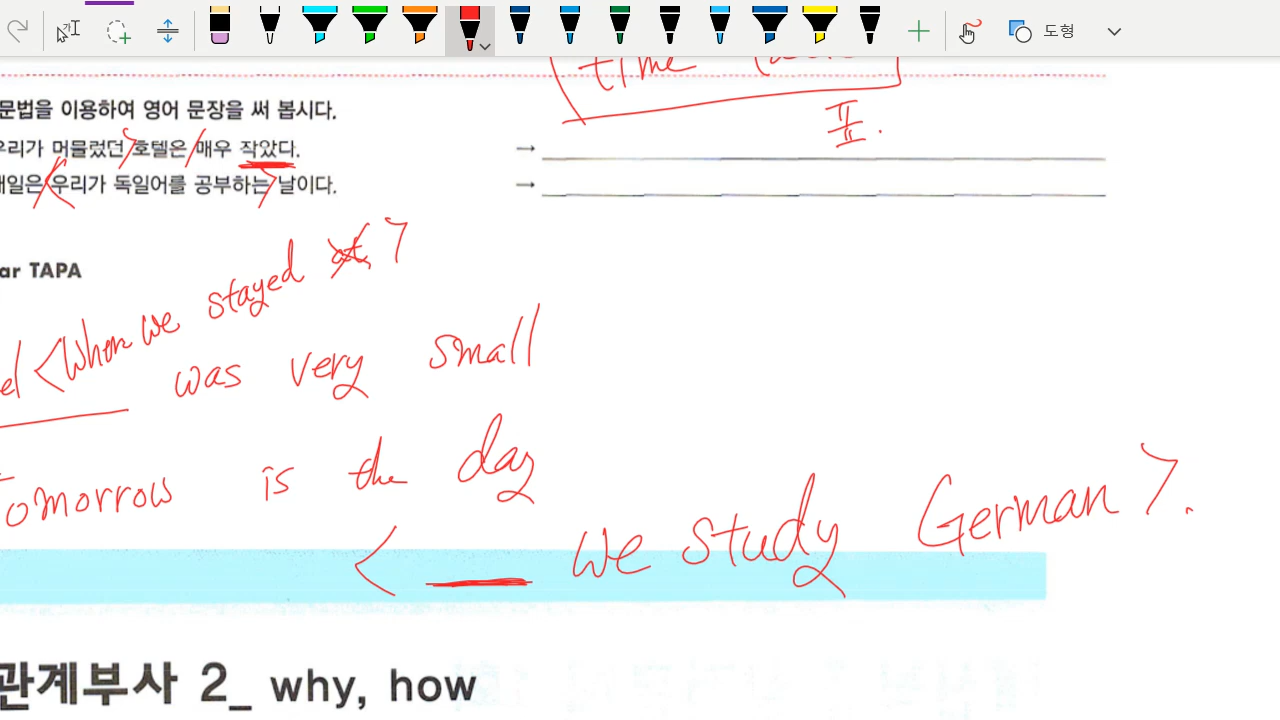 도형
time
문법을 이용하여 영어 문장을 써 봅시다.
우리가 머물렀던 호텔은 매우 작았다. →
내일은 우리가 독일어를 공부하는 날이다. →
ar TAPA
el <where we stayed at>
was very small
Tomorrow is the day
< we study German>.
관계부사 2_ why, how